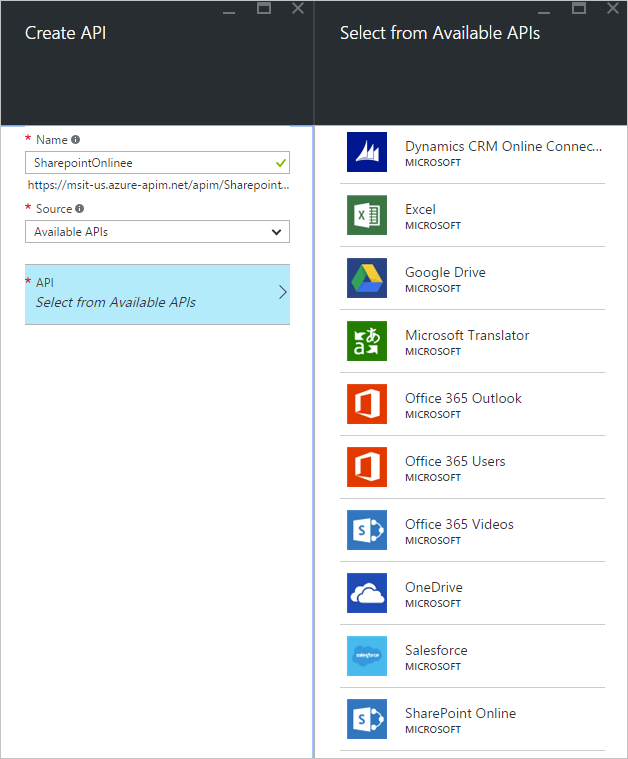 Create API
* Name
SharepointOnlinee
https://msit-us.azure-apim.net/apim/Sharepoint...
* Source
Available APIs
* API
Select from Available APIs
Select from Available APIs
Dynamics CRM Online Connec...
MICROSOFT
Excel
MICROSOFT
Google Drive
MICROSOFT
あ
a
Microsoft Translator
MICROSOFT
Office 365 Outlook
MICROSOFT
Office 365 Users
MICROSOFT
S
Office 365 Videos
MICROSOFT
OneDrive
MICROSOFT
salesforce
Salesforce
MICROSOFT
S
SharePoint Online
MICROSOFT